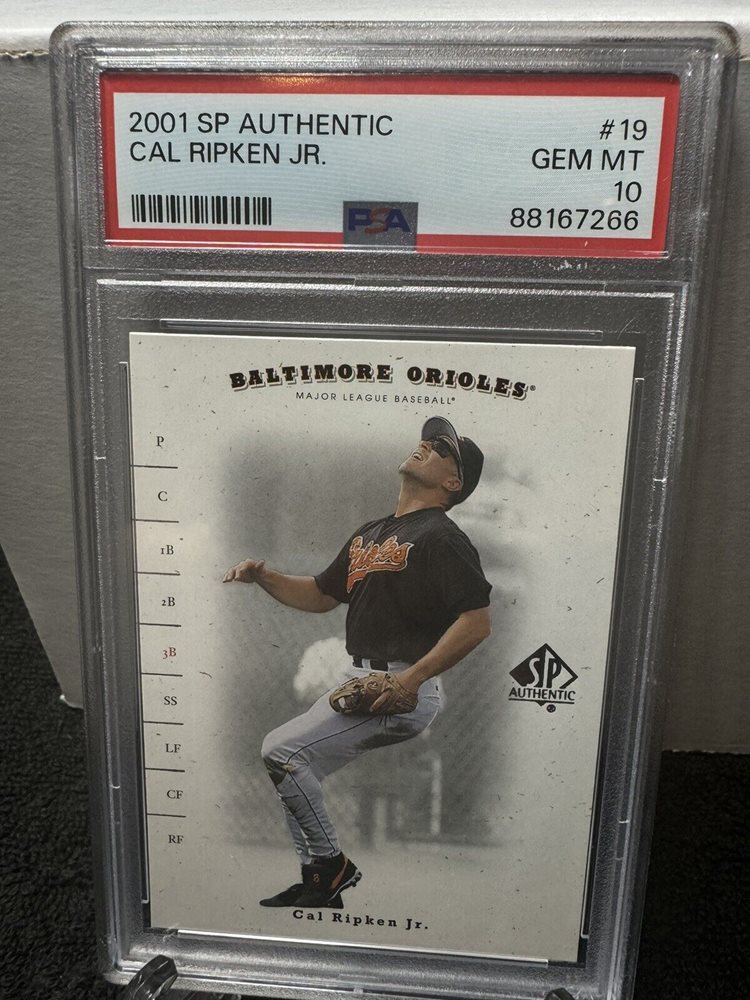 2001 SP AUTHENTIC #19
CAL RIPKEN JR. GEM MT
10
PSA 88167266
BALTIMORE ORIOLES®
MAJOR LEAGUE BASEBALL®
P
C
1B
2B
3B
SS
LF
CF
RF
Orioles
SP
AUTHENTIC
8
Cal Ripken Jr.